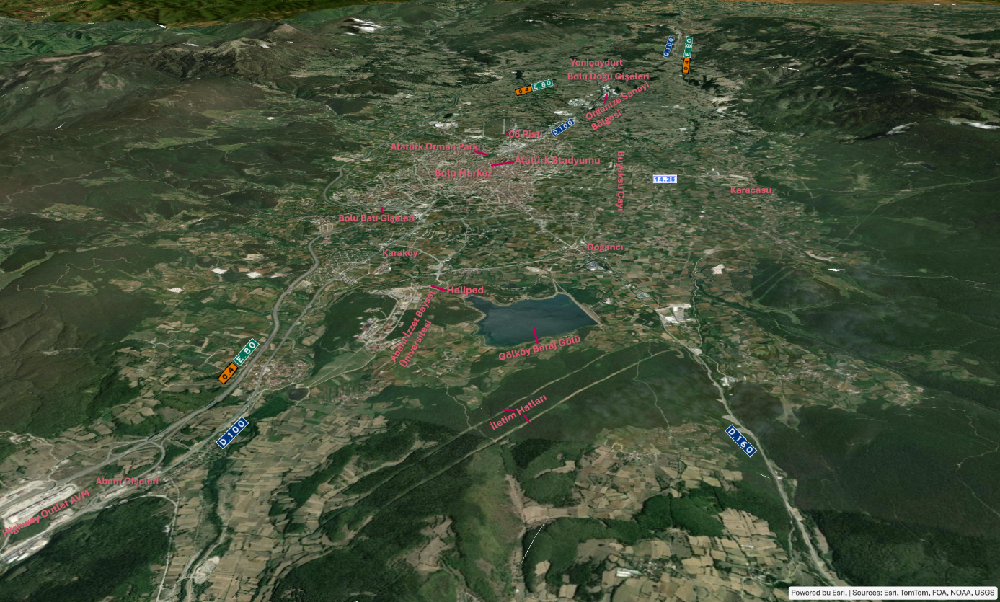 D.100
E.80
O.4
Yeniçaydurt
Bolu Doğu Gişeleri
O.4 E.80
Organize Sanayi
Bölgesi
D.100
06 Pisti
Atatürk Orman Parkı
Atatürk Stadyumu
Bolu Merkez
Büyüksu Çayı
14.25
Karacasu
Bolu Batı Gişeleri
Karaköy
Doğancı
Heliped
Abant İzzet Baysal
Üniversitesi
Gölköy Baraj Gölü
O.4 E.80
İletim Hatları
D.100
D.160
Abant Gişeleri
Highway Outlet AVM
Powered by Esri, | Sources: Esri, TomTom, FOA, NOAA, USGS